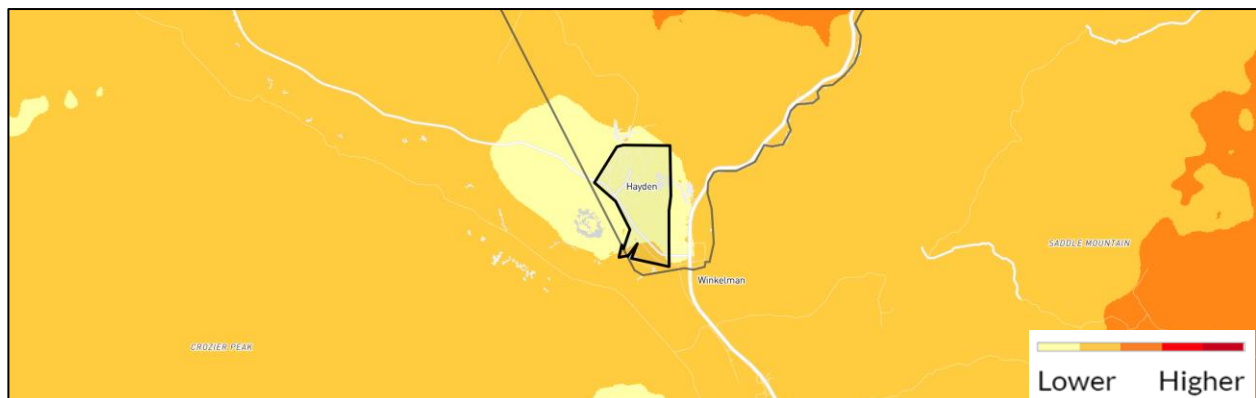 Hayden
SADDLE MOUNTAIN
Winkelman
CROZIER PEAK
Lower Higher